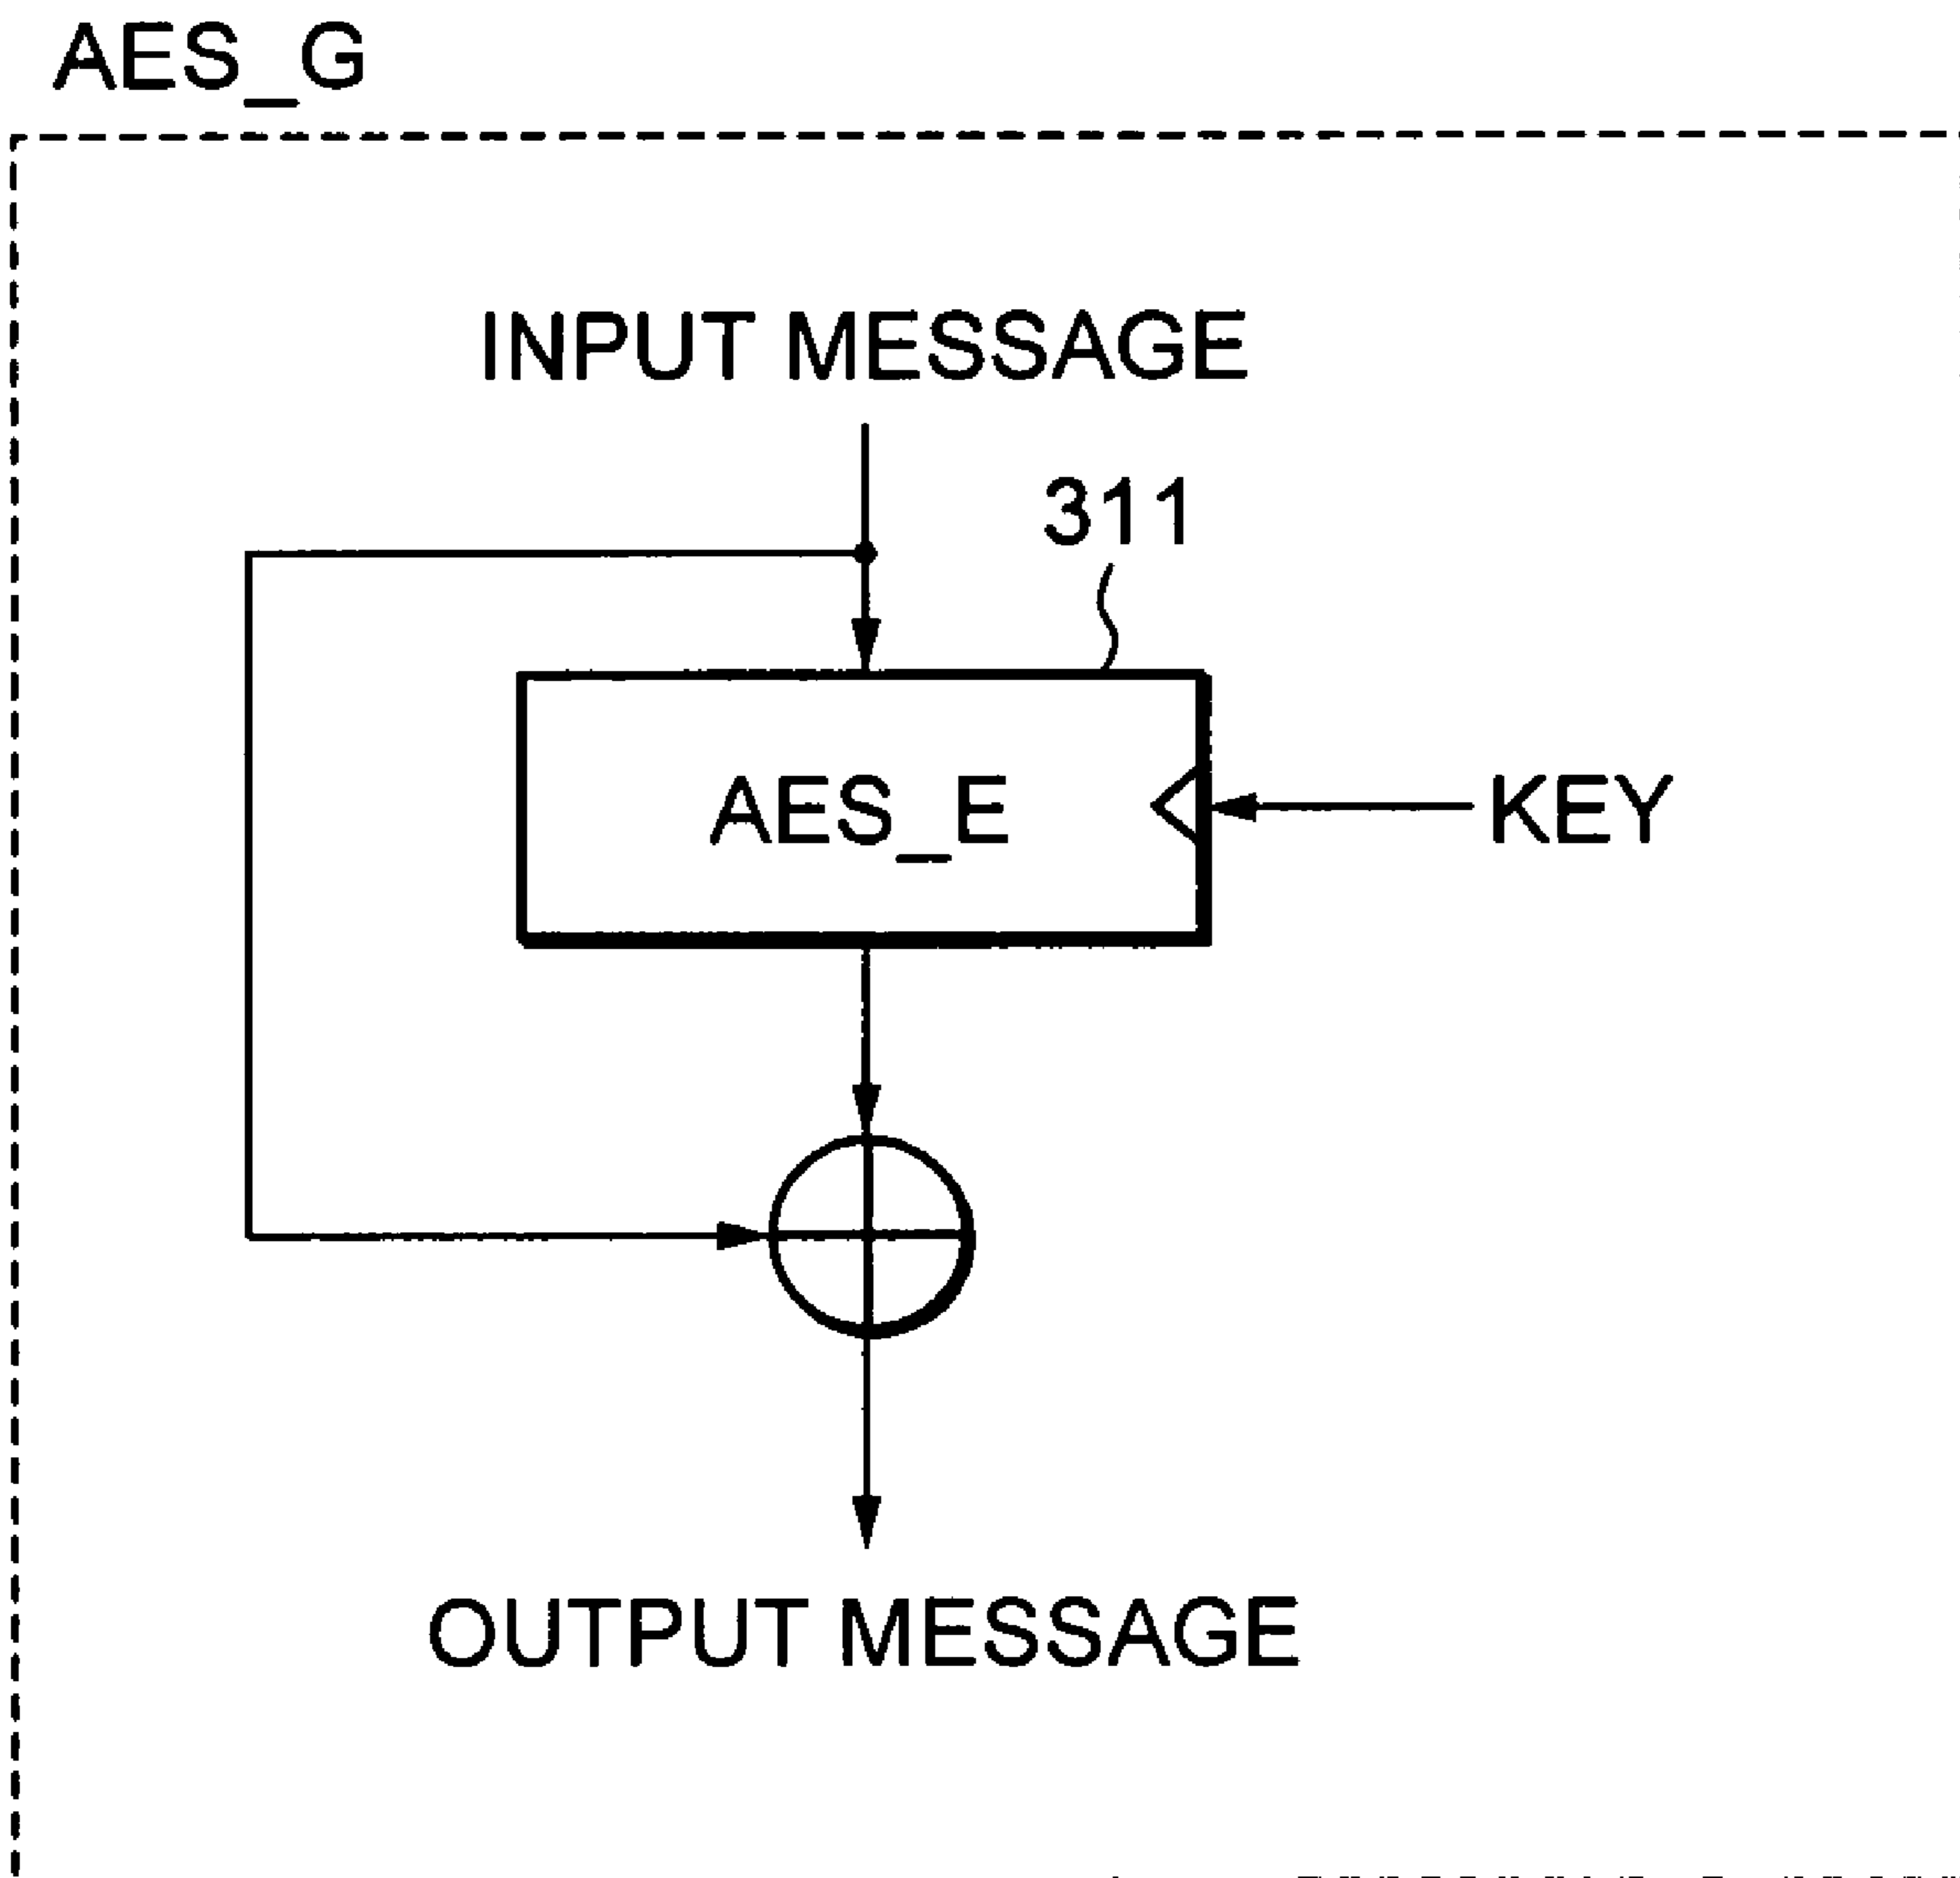 AES_G
INPUT MESSAGE
311
AES_E
KEY
OUTPUT MESSAGE